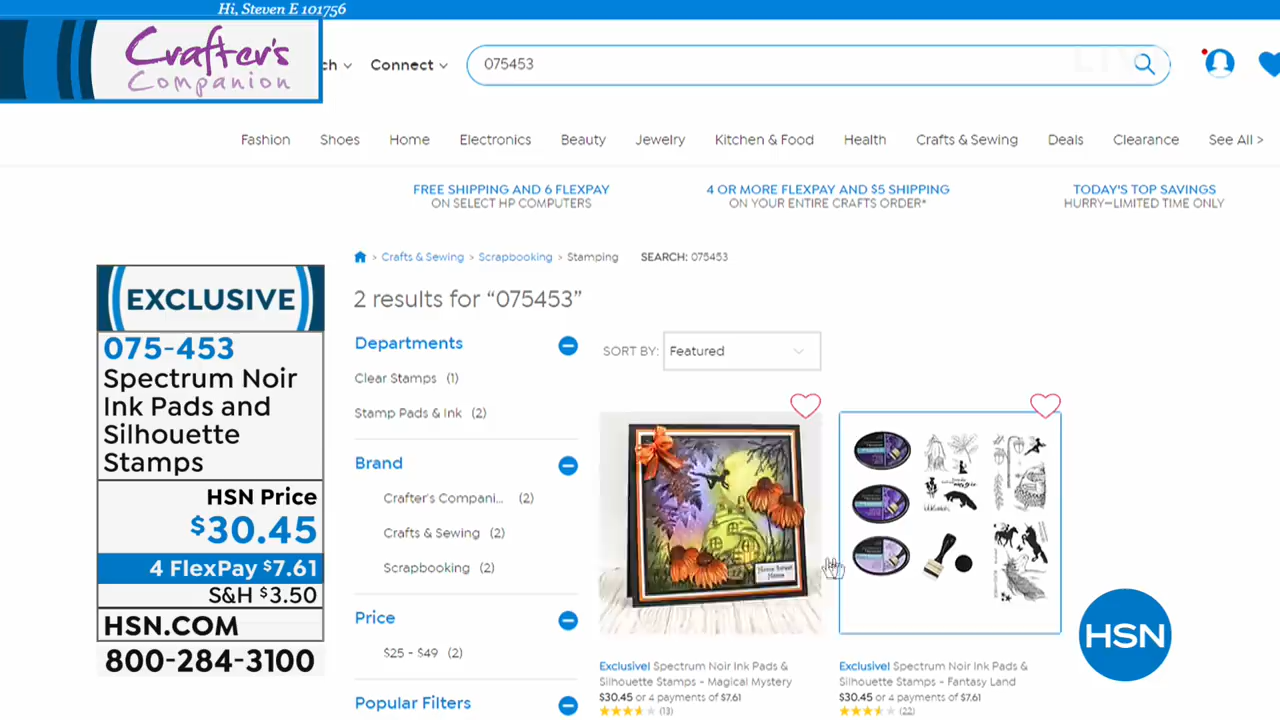 Hi, Steven E 101756
Crafter's
Companion
ch
Connect
075453
Fashion
Shoes
Home
Electronics
Beauty
Jewelry
Kitchen & Food
Health
Crafts & Sewing
Deals
Clearance
See All >
FREE SHIPPING AND 6 FLEXPAY
ON SELECT HP COMPUTERS
4 OR MORE FLEXPAY AND $5 SHIPPING
ON YOUR ENTIRE CRAFTS ORDER*
TODAY'S TOP SAVINGS
HURRY—LIMITED TIME ONLY
> Crafts & Sewing > Scrapbooking > Stamping
SEARCH: 075453
2 results for “075453”
EXCLUSIVE
075-453
Spectrum Noir
Ink Pads and
Silhouette
Stamps
HSN Price
$30.45
4 FlexPay $7.61
S&H $3.50
HSN.COM
800-284-3100
Departments
Clear Stamps (1)
Stamp Pads & Ink (2)
Brand
Crafter's Compani... (2)
Crafts & Sewing (2)
Scrapbooking (2)
Price
$25 - $49 (2)
Popular Filters
SORT BY: Featured
Home Sweet
Home
Exclusive! Spectrum Noir Ink Pads &
Silhouette Stamps - Magical Mystery
$30.45 or 4 payments of $7.61
(13)
Exclusive! Spectrum Noir Ink Pads &
Silhouette Stamps - Fantasy Land
$30.45 or 4 payments of $7.61
(22)
HSN